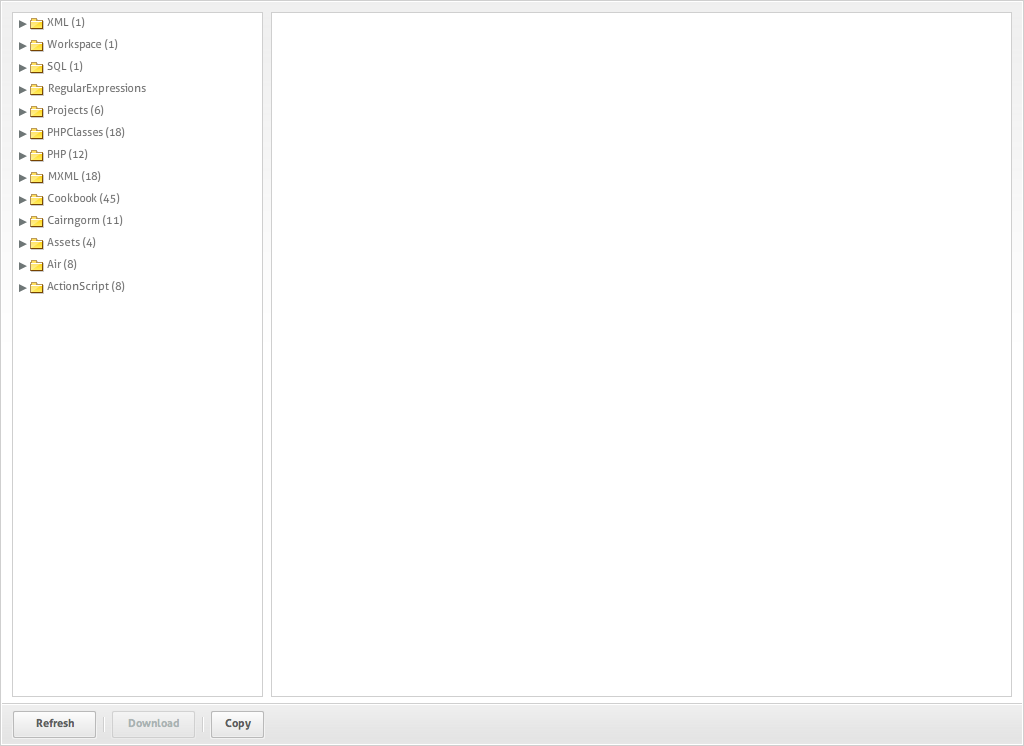 XML (1)
Workspace (1)
SQL (1)
RegularExpressions
Projects (6)
PHPClasses (18)
PHP (12)
MXML (18)
Cookbook (45)
Cairngorm (11)
Assets (4)
Air (8)
ActionScript (8)
Refresh Download Copy